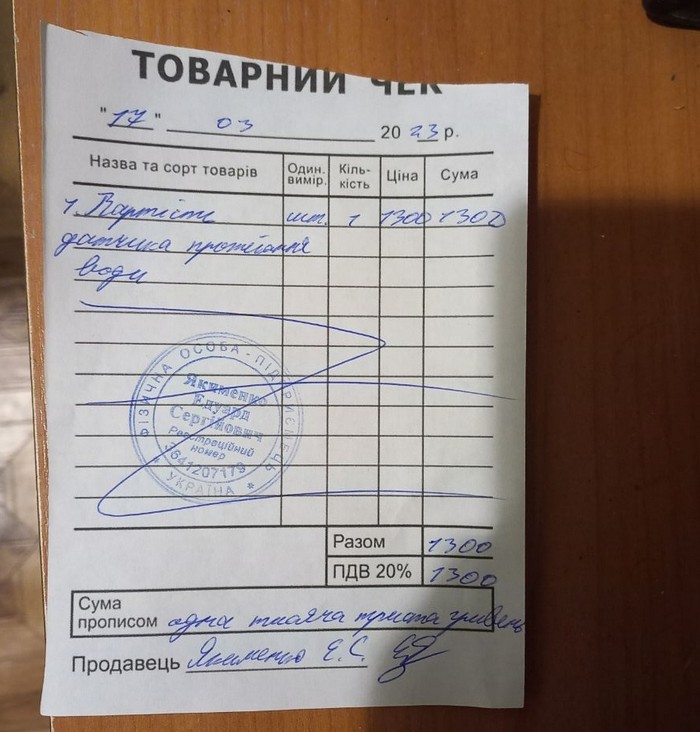 ТОВАРНИЙ ЧЕК
"17" 03 2023 р.
Назва та сорт товарів Один. вимір. Кіль-кість Ціна Сума
1. Вартість шт. 1 1300 1300
датчика протікання
води
ФІЗИЧНА ОСОБА - ПІДПРИЄМЕЦЬ
Якименко
Едуард
Сергійович
Реєстраційний
номер
3641207179
* УКРАЇНА *
Разом 1300
ПДВ 20% 1300
Сума
прописом одна тисяча триста гривень
Продавець Якименко Е.С.